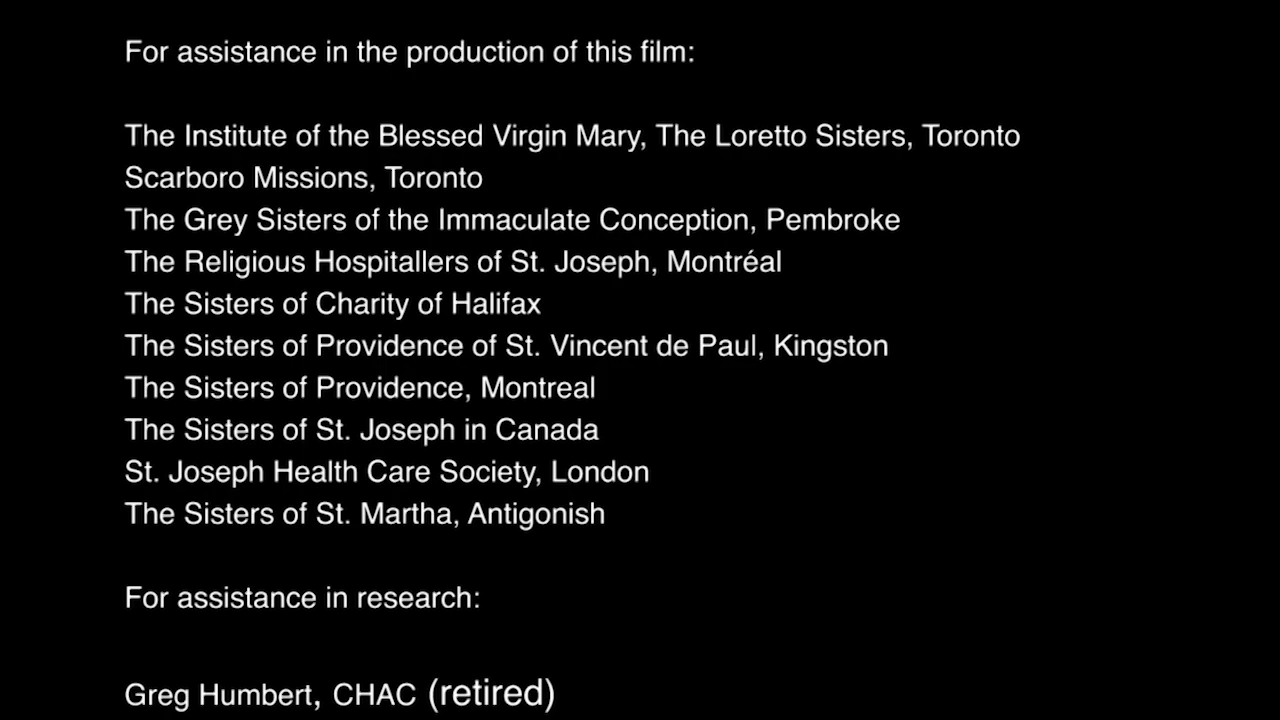 For assistance in the production of this film:
The Institute of the Blessed Virgin Mary, The Loretto Sisters, Toronto
Scarboro Missions, Toronto
The Grey Sisters of the Immaculate Conception, Pembroke
The Religious Hospitallers of St. Joseph, Montréal
The Sisters of Charity of Halifax
The Sisters of Providence of St. Vincent de Paul, Kingston
The Sisters of Providence, Montreal
The Sisters of St. Joseph in Canada
St. Joseph Health Care Society, London
The Sisters of St. Martha, Antigonish
For assistance in research:
Greg Humbert, CHAC (retired)